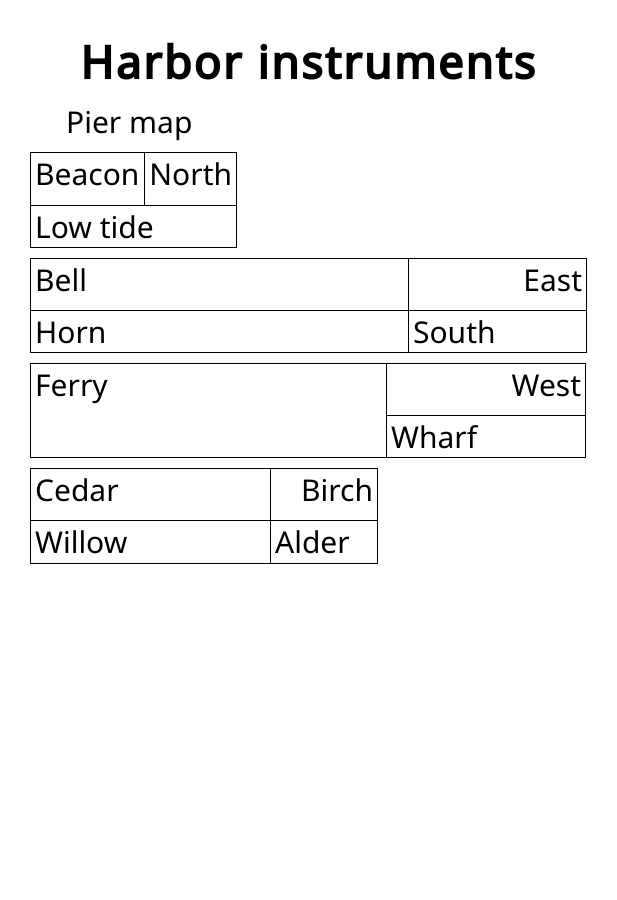 Harbor instruments
Pier map
Beacon North
Low tide
Bell East
Horn South
Ferry West
Wharf
Cedar Birch
Willow Alder